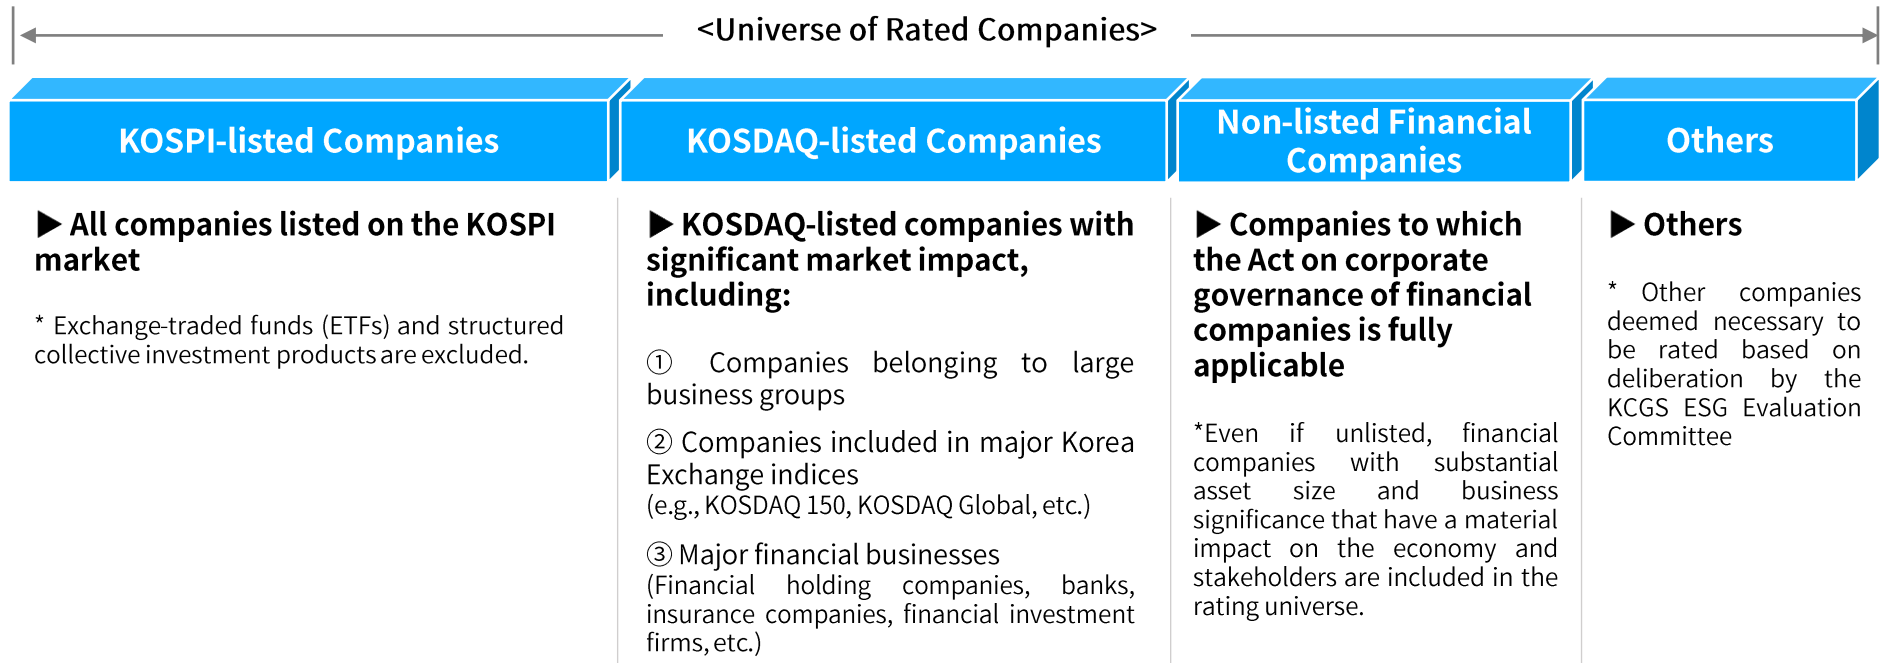 <Universe of Rated Companies>
KOSPI-listed Companies
▶ All companies listed on the KOSPI
market
* Exchange-traded funds (ETFs) and structured
collective investment products are excluded.
KOSDAQ-listed Companies
▶ KOSDAQ-listed companies with
significant market impact,
including:
① Companies belonging to large
business groups
② Companies included in major Korea
Exchange indices
(e.g., KOSDAQ 150, KOSDAQ Global, etc.)
③ Major financial businesses
(Financial holding companies, banks,
insurance companies, financial investment
firms, etc.)
Non-listed Financial
Companies
▶ Companies to which
the Act on corporate
governance of financial
companies is fully
applicable
*Even if unlisted, financial
companies with substantial
asset size and business
significance that have a material
impact on the economy and
stakeholders are included in the
rating universe.
Others
▶ Others
* Other companies
deemed necessary to
be rated based on
deliberation by the
KCGS ESG Evaluation
Committee